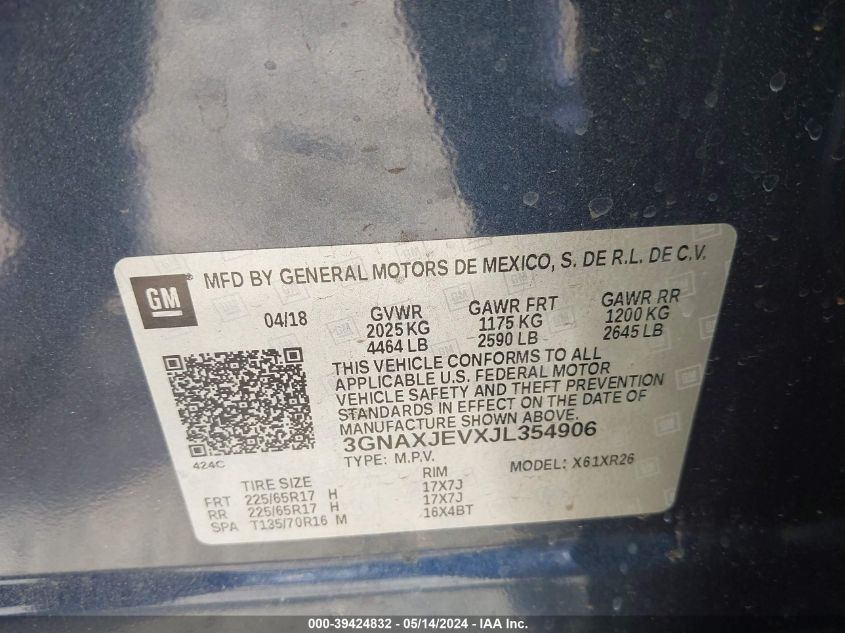 GM
MFD BY GENERAL MOTORS DE MEXICO, S. DE R.L. DE C.V.
04/18 GVWR GAWR FRT GAWR RR
2025 KG 1175 KG 1200 KG
4464 LB 2590 LB 2645 LB
THIS VEHICLE CONFORMS TO ALL
APPLICABLE U.S. FEDERAL MOTOR
VEHICLE SAFETY AND THEFT PREVENTION
STANDARDS IN EFFECT ON THE DATE OF
MANUFACTURE SHOWN ABOVE.
3GNAXJEVXJL354906
424C
TYPE: M.P.V. MODEL: X61XR26
TIRE SIZE RIM
FRT 225/65R17 H 17X7J
RR 225/65R17 H 17X7J
SPA T135/70R16 M 16X4BT
000-39424832 — 05/14/2024 — IAA Inc.